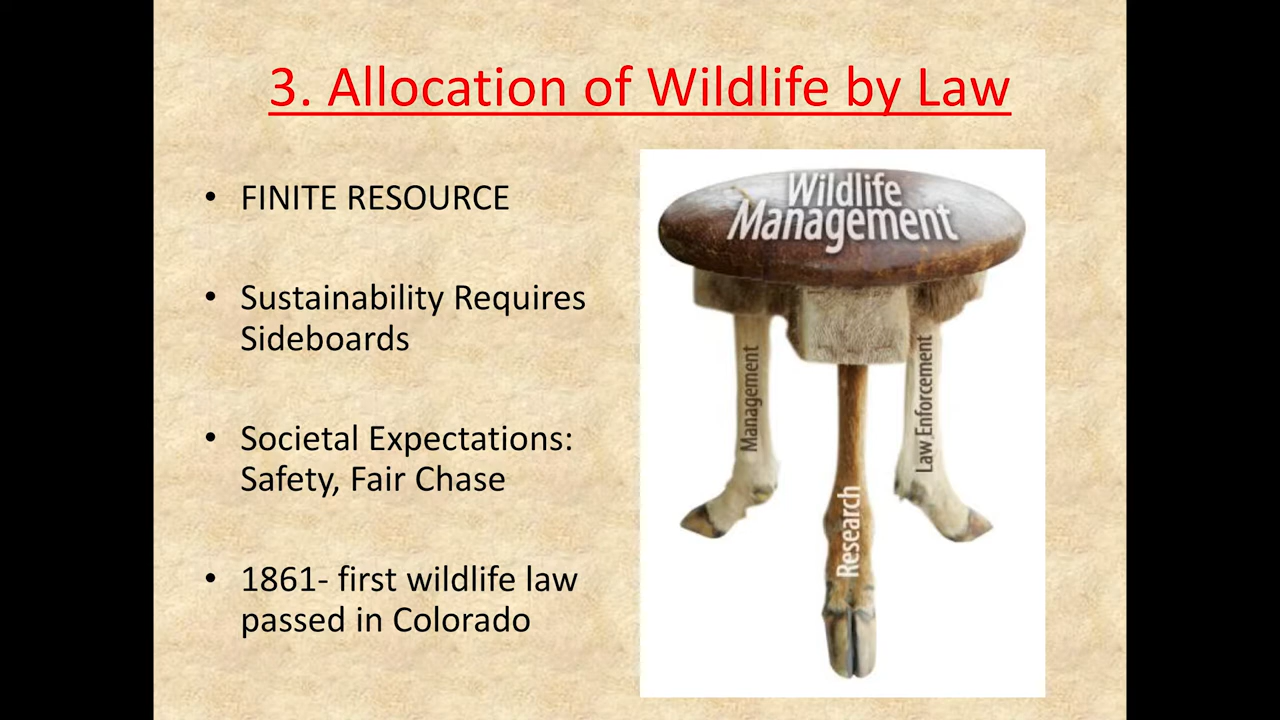 3. Allocation of Wildlife by Law
• FINITE RESOURCE
• Sustainability Requires
Sideboards
• Societal Expectations:
Safety, Fair Chase
• 1861- first wildlife law
passed in Colorado
Wildlife
Management
Management
Research
Law Enforcement